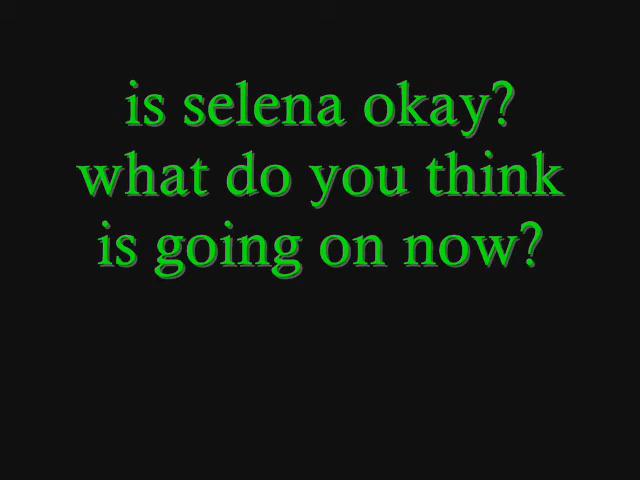 is selena okay?
what do you think
is going on now?